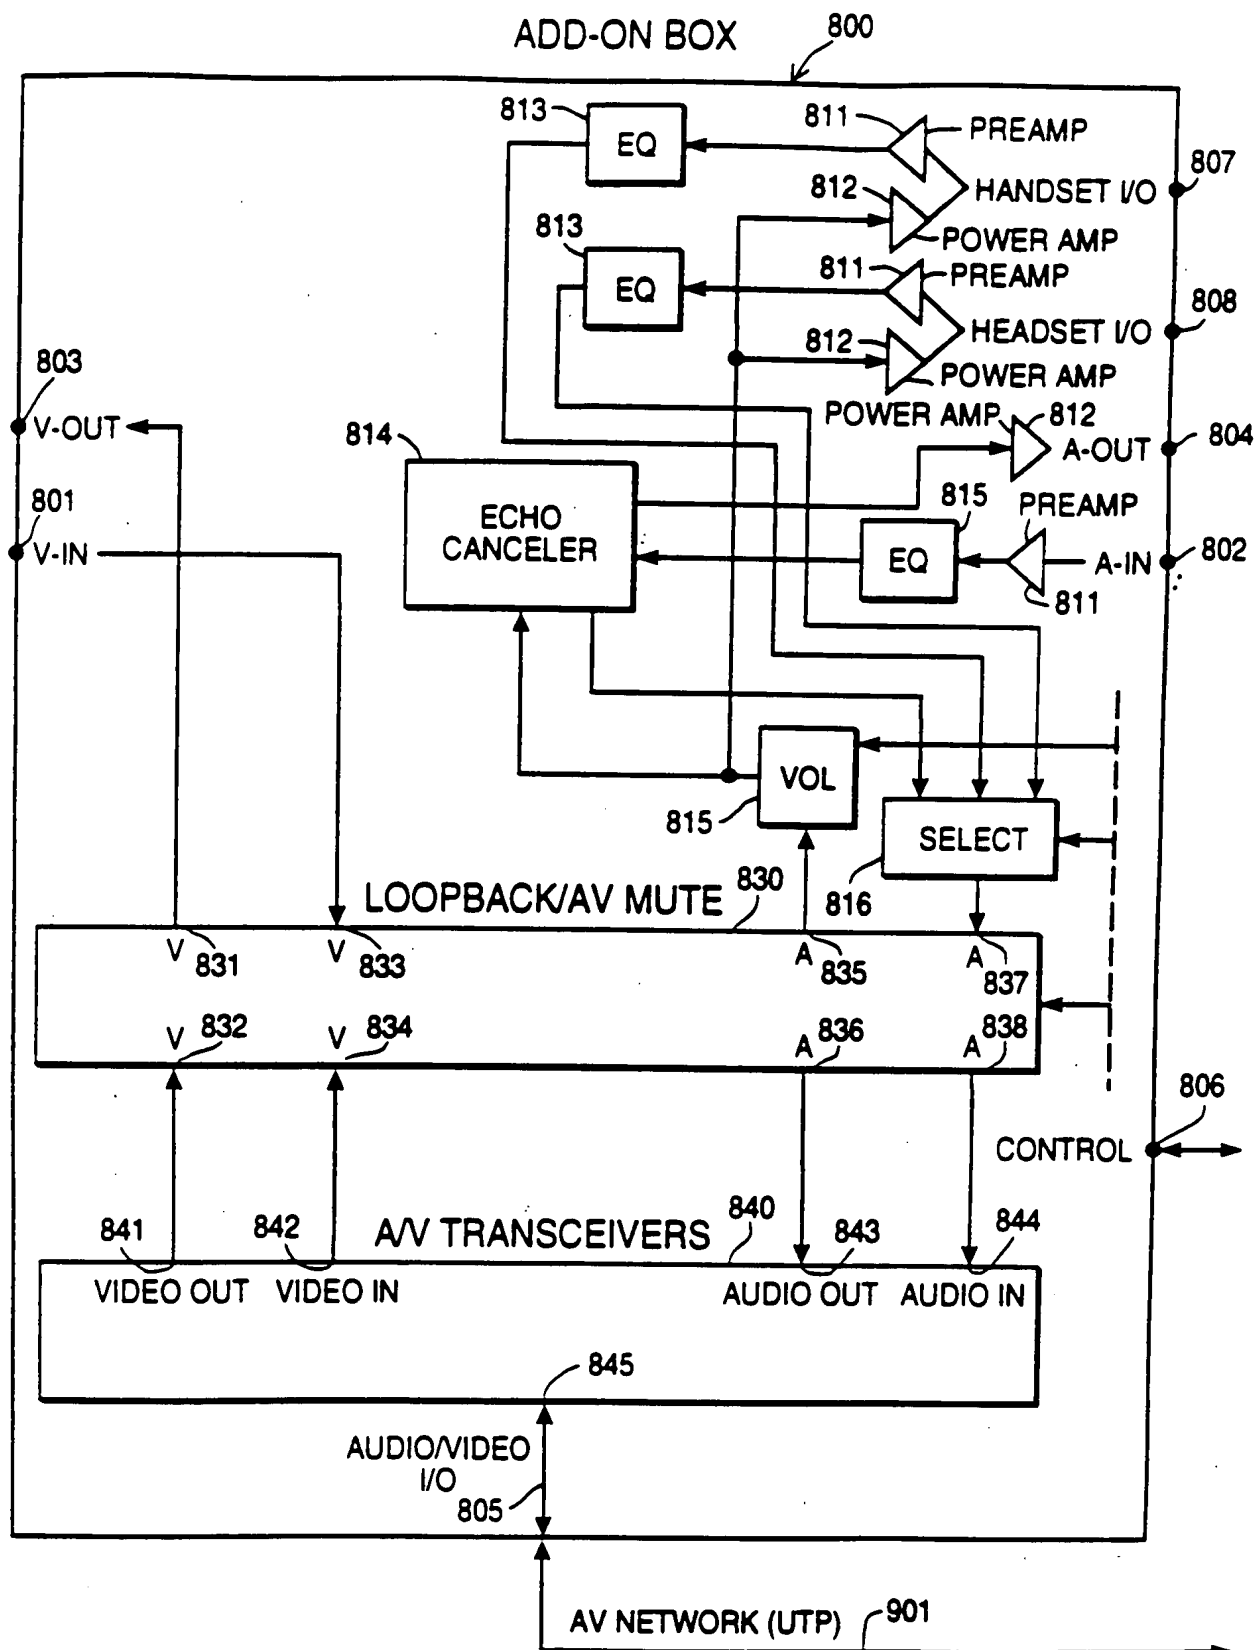 ADD-ON BOX
800
813
EQ
811
PREAMP
807
812
HANDSET I/O
POWER AMP
813
EQ
811
PREAMP
808
812
HEADSET I/O
POWER AMP
803
V-OUT
814
POWER AMP
812
A-OUT
804
801
V-IN
ECHO
CANCELER
815
EQ
PREAMP
A-IN
802
811
VOL
815
SELECT
816
LOOPBACK/AV MUTE
830
V
831
V
833
A
835
A
837
V
832
V
834
A
836
A
838
806
CONTROL
841
842
A/V TRANSCEIVERS
840
843
844
VIDEO OUT
VIDEO IN
AUDIO OUT
AUDIO IN
845
AUDIO/VIDEO
I/O
805
AV NETWORK (UTP)
901